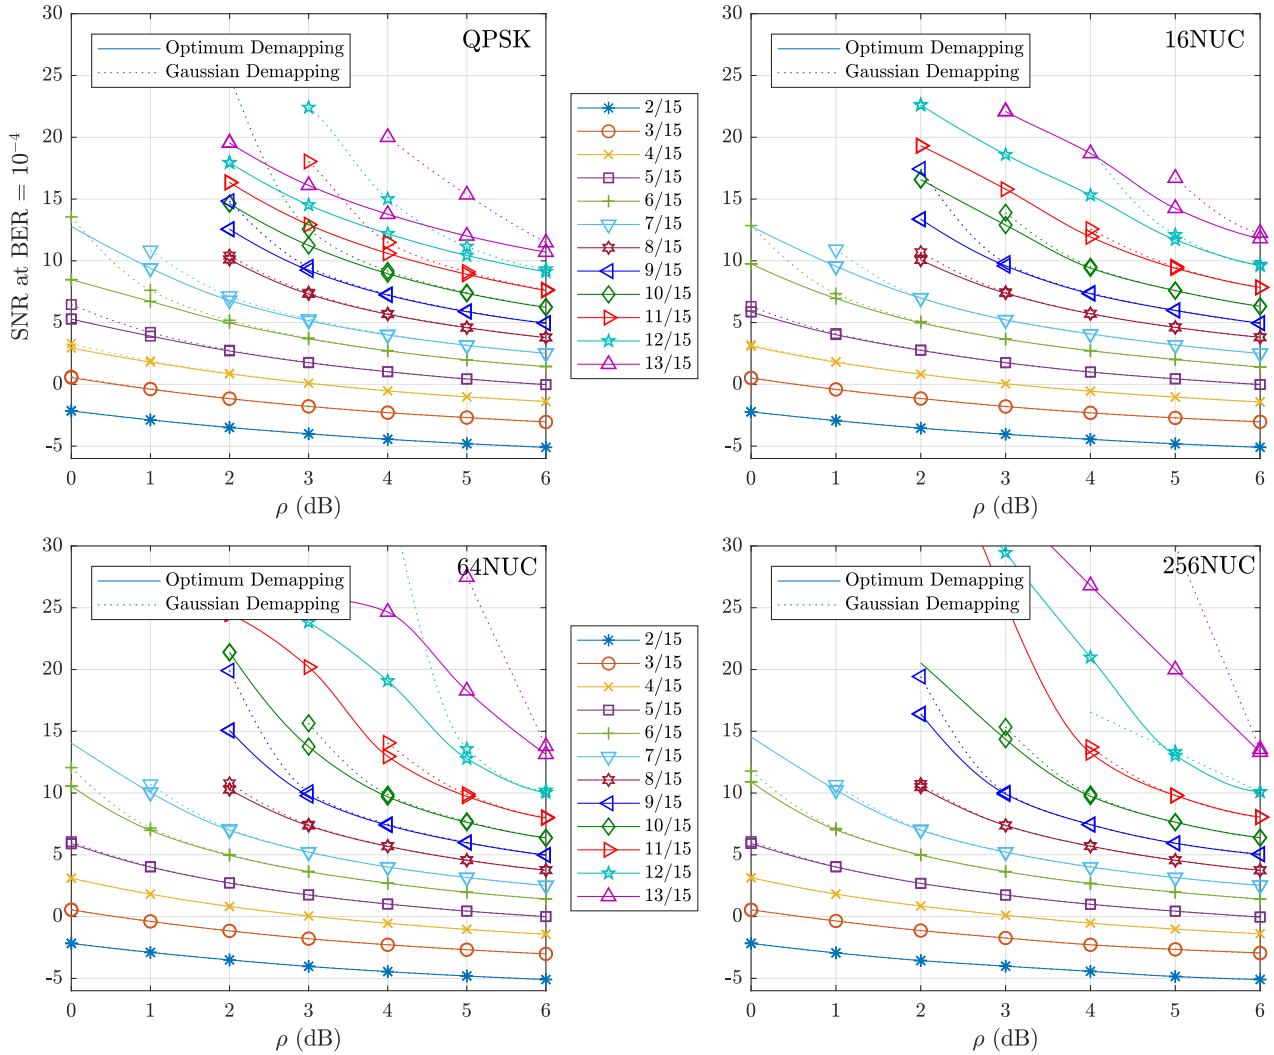 QPSK
Optimum Demapping
Gaussian Demapping
30
25
20
15
10
5
0
-5
0 1 2 3 4 5 6
SNR at BER = 10⁻⁴
ρ (dB)
2/15
3/15
4/15
5/15
6/15
7/15
8/15
9/15
10/15
11/15
12/15
13/15
16NUC
Optimum Demapping
Gaussian Demapping
30
25
20
15
10
5
0
-5
0 1 2 3 4 5 6
ρ (dB)
64NUC
Optimum Demapping
Gaussian Demapping
30
25
20
15
10
5
0
-5
0 1 2 3 4 5 6
ρ (dB)
2/15
3/15
4/15
5/15
6/15
7/15
8/15
9/15
10/15
11/15
12/15
13/15
256NUC
Optimum Demapping
Gaussian Demapping
30
25
20
15
10
5
0
-5
0 1 2 3 4 5 6
ρ (dB)